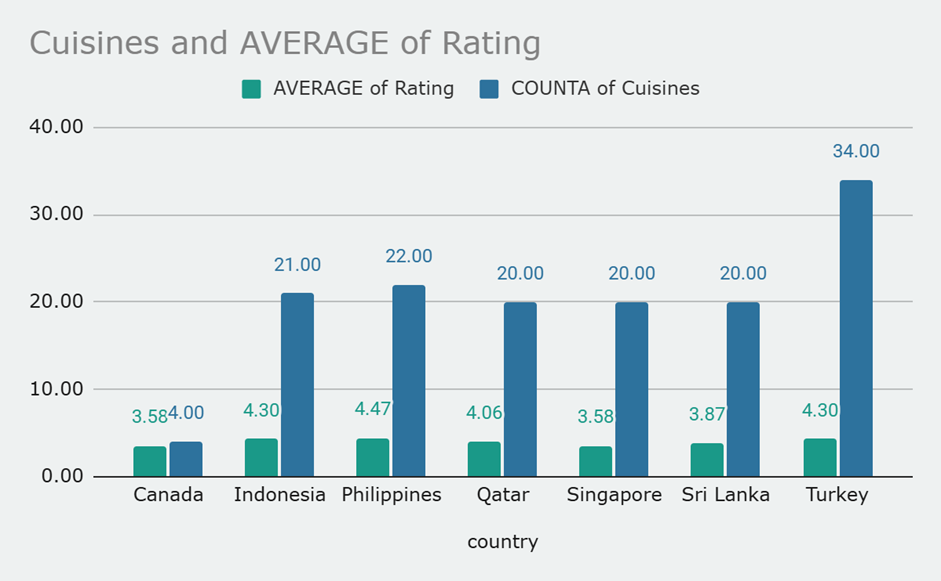 Cuisines and AVERAGE of Rating
AVERAGE of Rating COUNTA of Cuisines
40.00
34.00
30.00
22.00
21.00
20.00 20.00 20.00
20.00
10.00
3.58 4.00 4.30 4.47 4.06 3.58 3.87 4.30
0.00
Canada Indonesia Philippines Qatar Singapore Sri Lanka Turkey
country